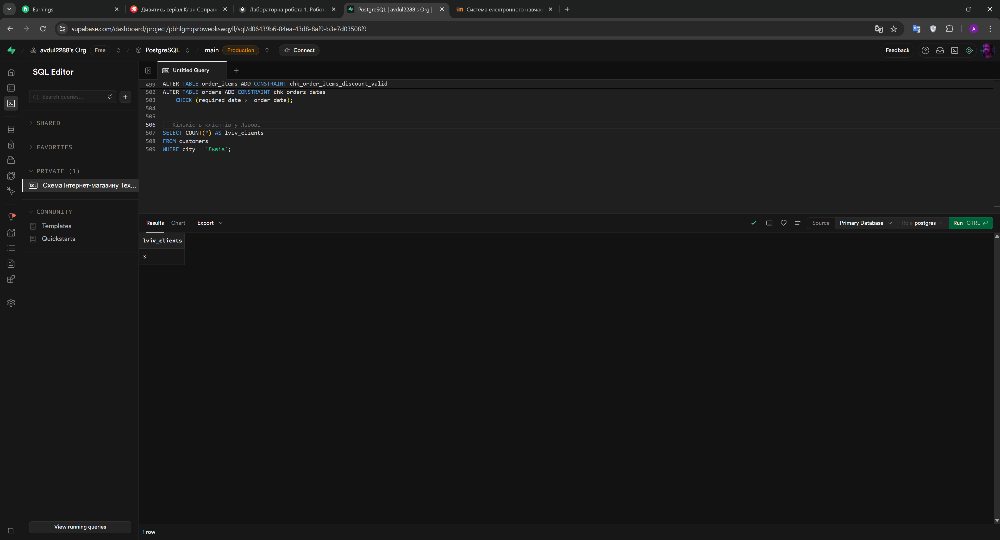 Earnings
Дивитись серіал Клан Сопран
Лабораторна робота 1. Робот
PostgreSQL | avdul2288's Org |
Система електронного навчан
supabase.com/dashboard/project/pbhlgmqsrbweokswqyll/sql/d06439b6-84ea-43d8-8af9-b3e7d03508f9
A
avdul2288's Org
Free
PostgreSQL
main
Production
Connect
Feedback
SQL Editor
Search queries...
SHARED
FAVORITES
PRIVATE (1)
SQL Схема інтернет-магазину Тех...
COMMUNITY
Templates
Quickstarts
View running queries
SQL Untitled Query
499 ALTER TABLE order_items ADD CONSTRAINT chk_order_items_discount_valid
502 ALTER TABLE orders ADD CONSTRAINT chk_orders_dates
503 CHECK (required_date >= order_date);
504
505
506 -- Кількість клієнтів у Львові
507 SELECT COUNT(*) AS lviv_clients
508 FROM customers
509 WHERE city = 'Львів';
Results Chart Export
Source Primary Database Role postgres Run CTRL
lviv_clients
3
1 row